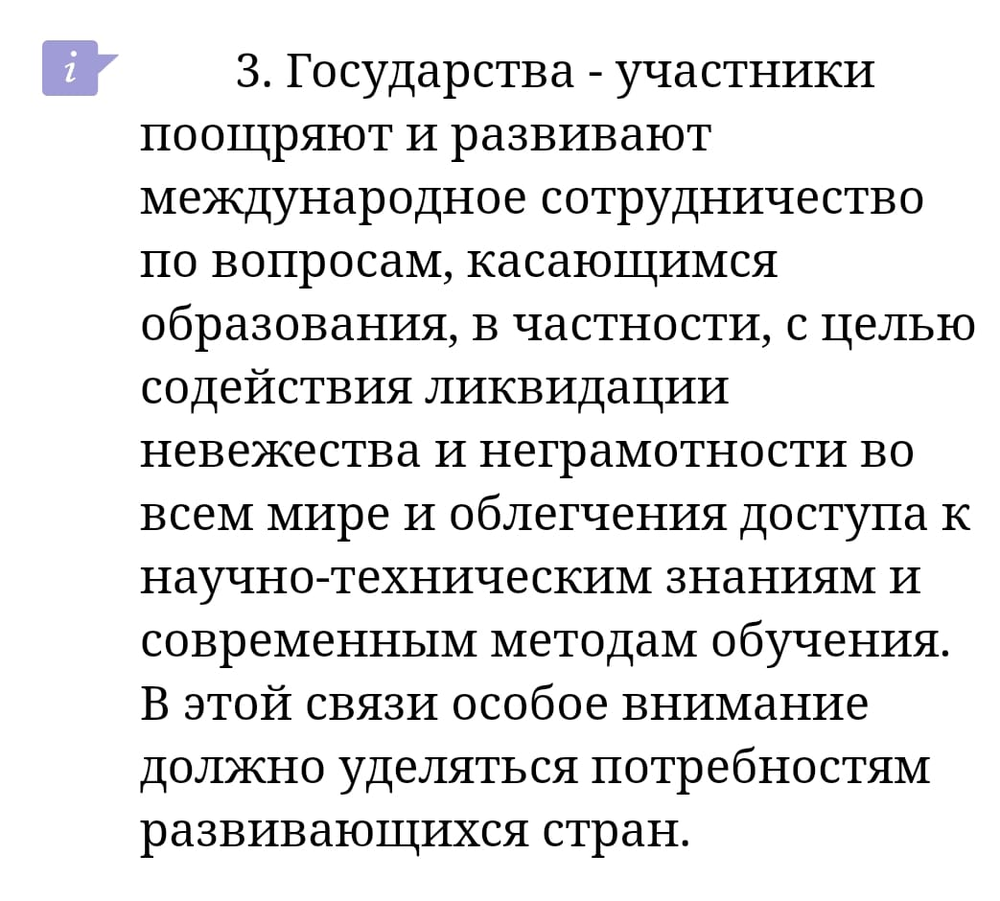 3. Государства - участники
поощряют и развивают
международное сотрудничество
по вопросам, касающимся
образования, в частности, с целью
содействия ликвидации
невежества и неграмотности во
всем мире и облегчения доступа к
научно-техническим знаниям и
современным методам обучения.
В этой связи особое внимание
должно уделяться потребностям
развивающихся стран.